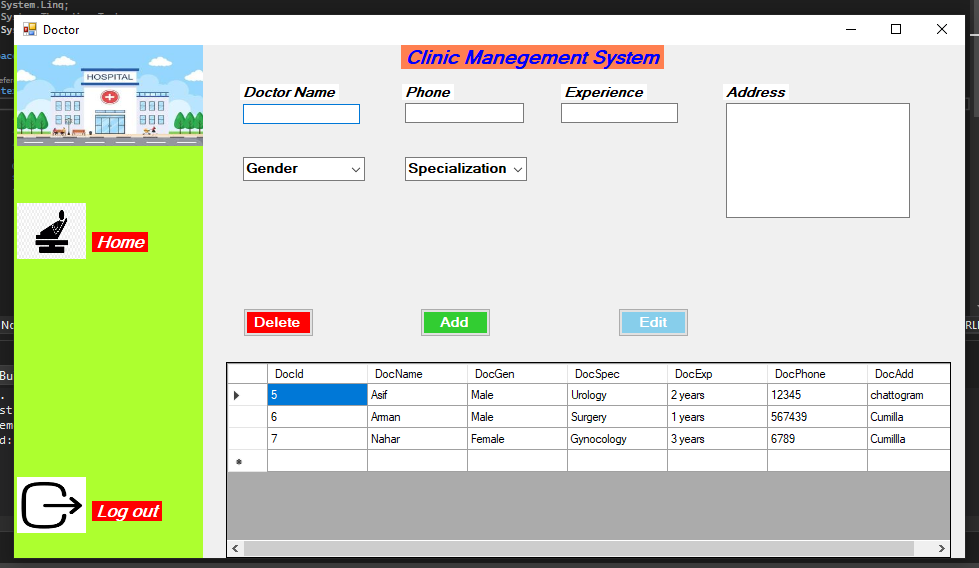 System.Linq;
Doctor
HOSPITAL
Clinic Manegement System
Doctor Name Phone Experience Address
Gender Specialization
Home
Delete Add Edit
DocId DocName DocGen DocSpec DocExp DocPhone DocAdd
5 Asif Male Urology 2 years 12345 chattogram
6 Arman Male Surgery 1 years 567439 Cumilla
7 Nahar Female Gynocology 3 years 6789 Cumillla
Log out